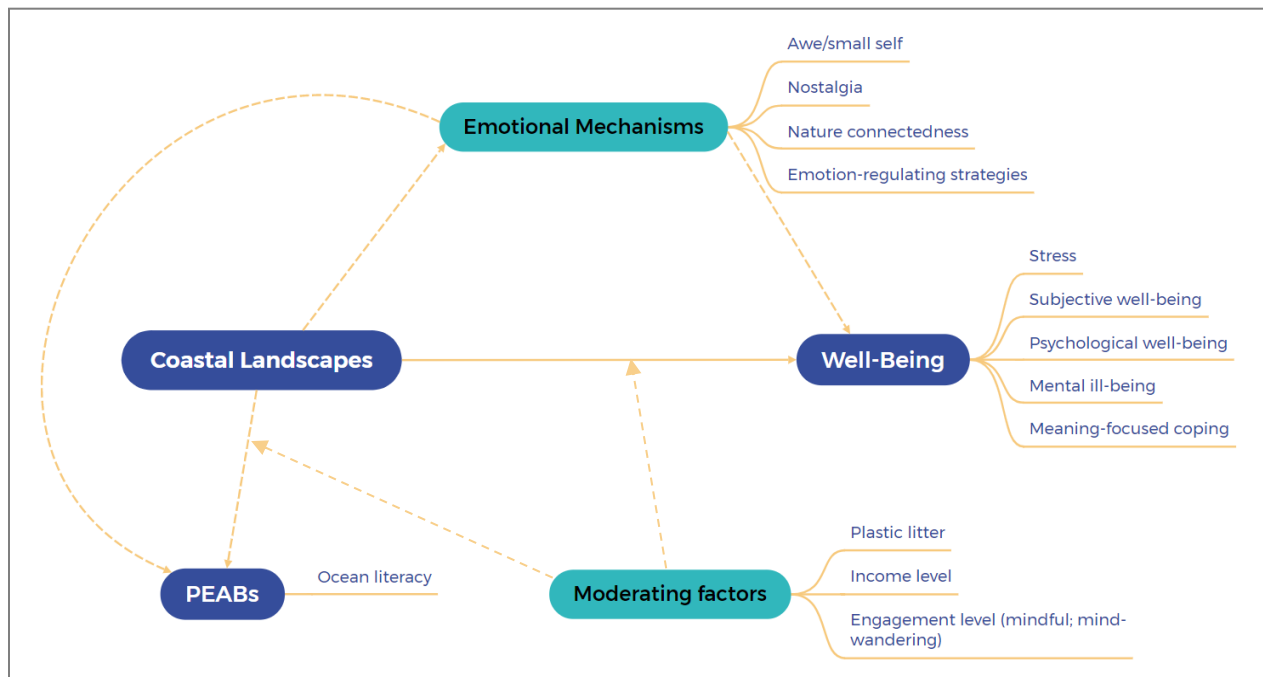 Awe/small self
Nostalgia
Emotional Mechanisms
Nature connectedness
Emotion-regulating strategies
Stress
Subjective well-being
Coastal Landscapes
Well-Being
Psychological well-being
Mental ill-being
Meaning-focused coping
Plastic litter
Ocean literacy
Income level
PEABs
Moderating factors
Engagement level (mindful; mind-
wandering)